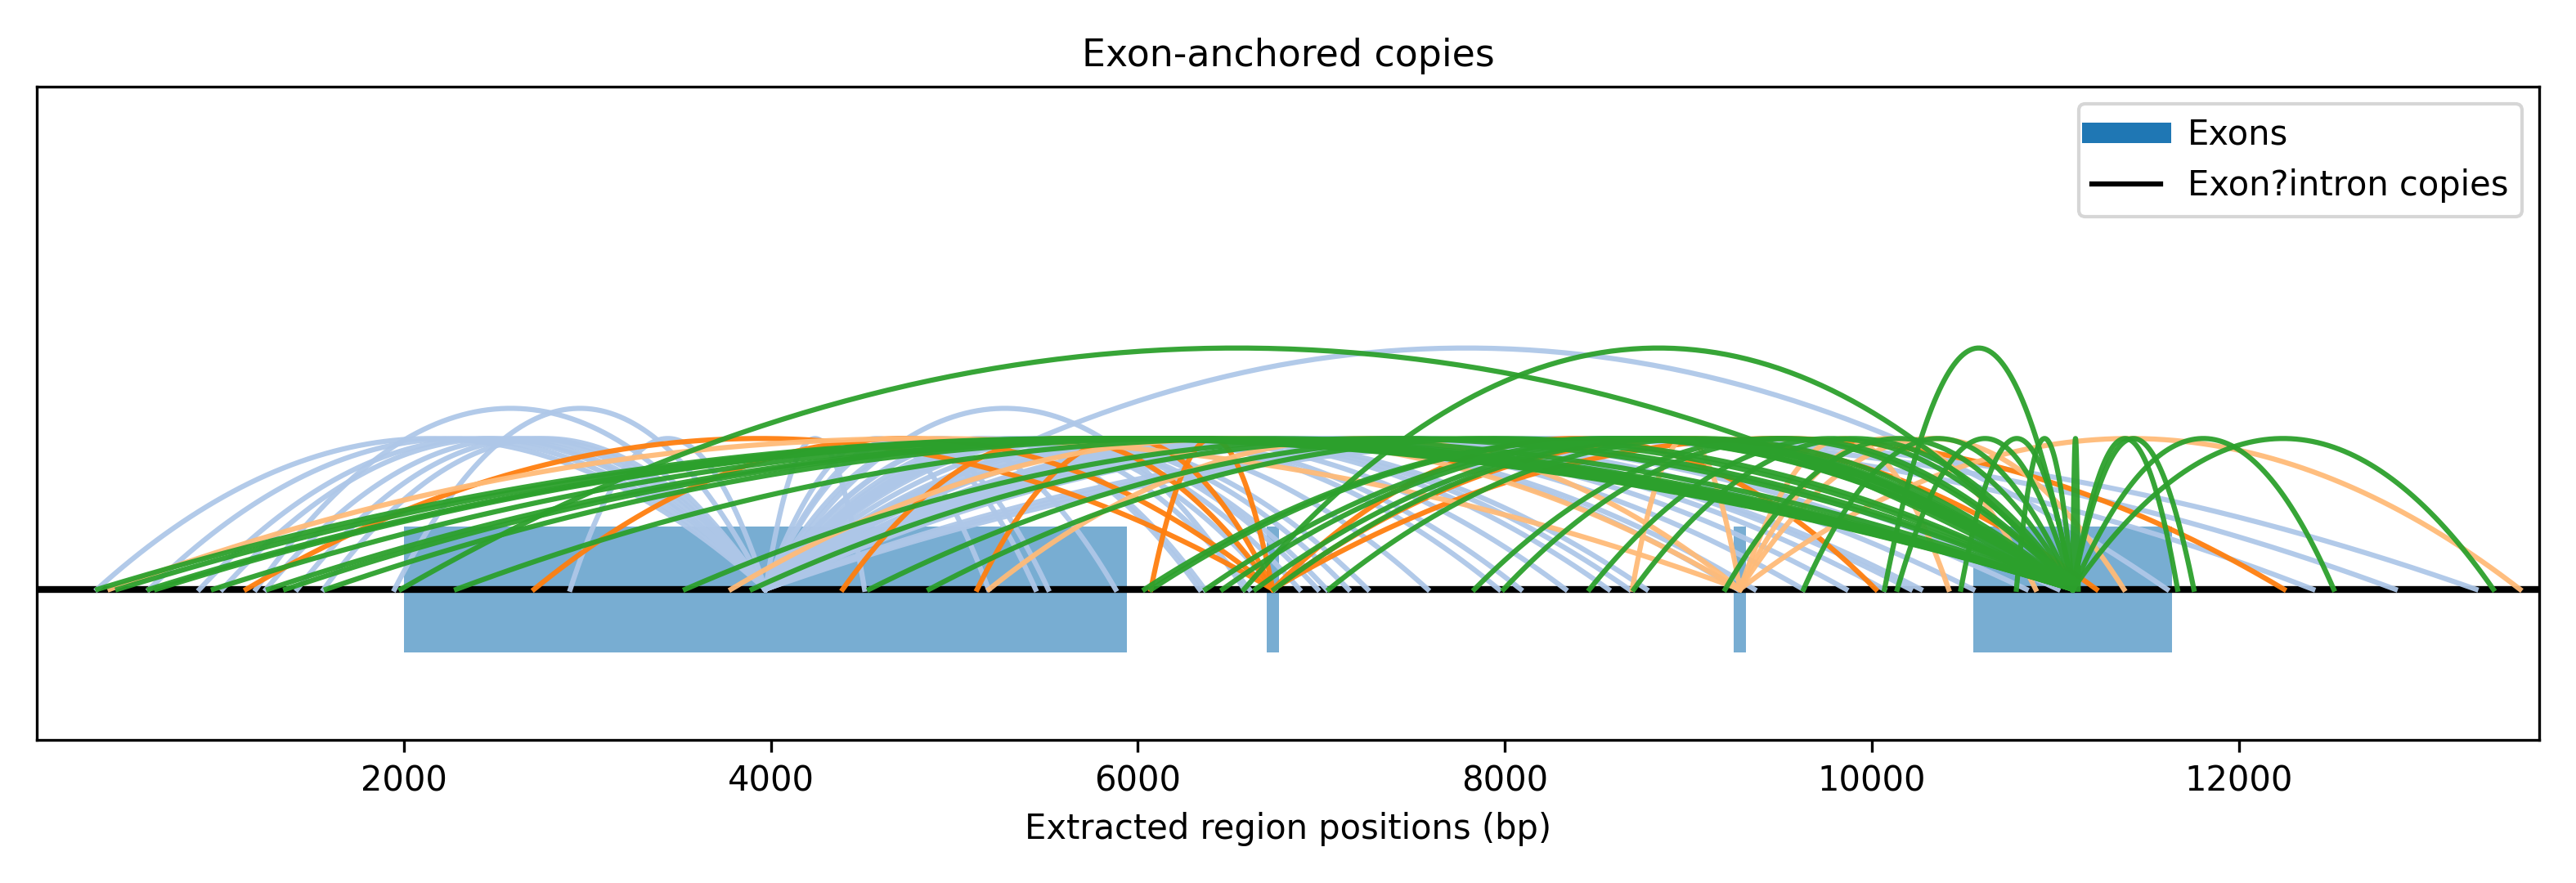 Exon-anchored copies
Exons
Exon?intron copies
2000 4000 6000 8000 10000 12000
Extracted region positions (bp)